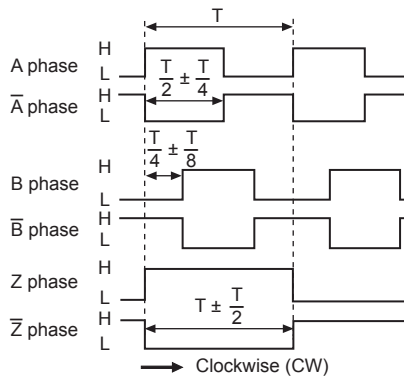 T
H
A phase
L
T/2 ± T/4
H
A̅ phase
L
T/4 ± T/8
H
B phase
L
H
B̅ phase
L
H
Z phase
L
T ± T/2
H
Z̅ phase
L
Clockwise (CW)